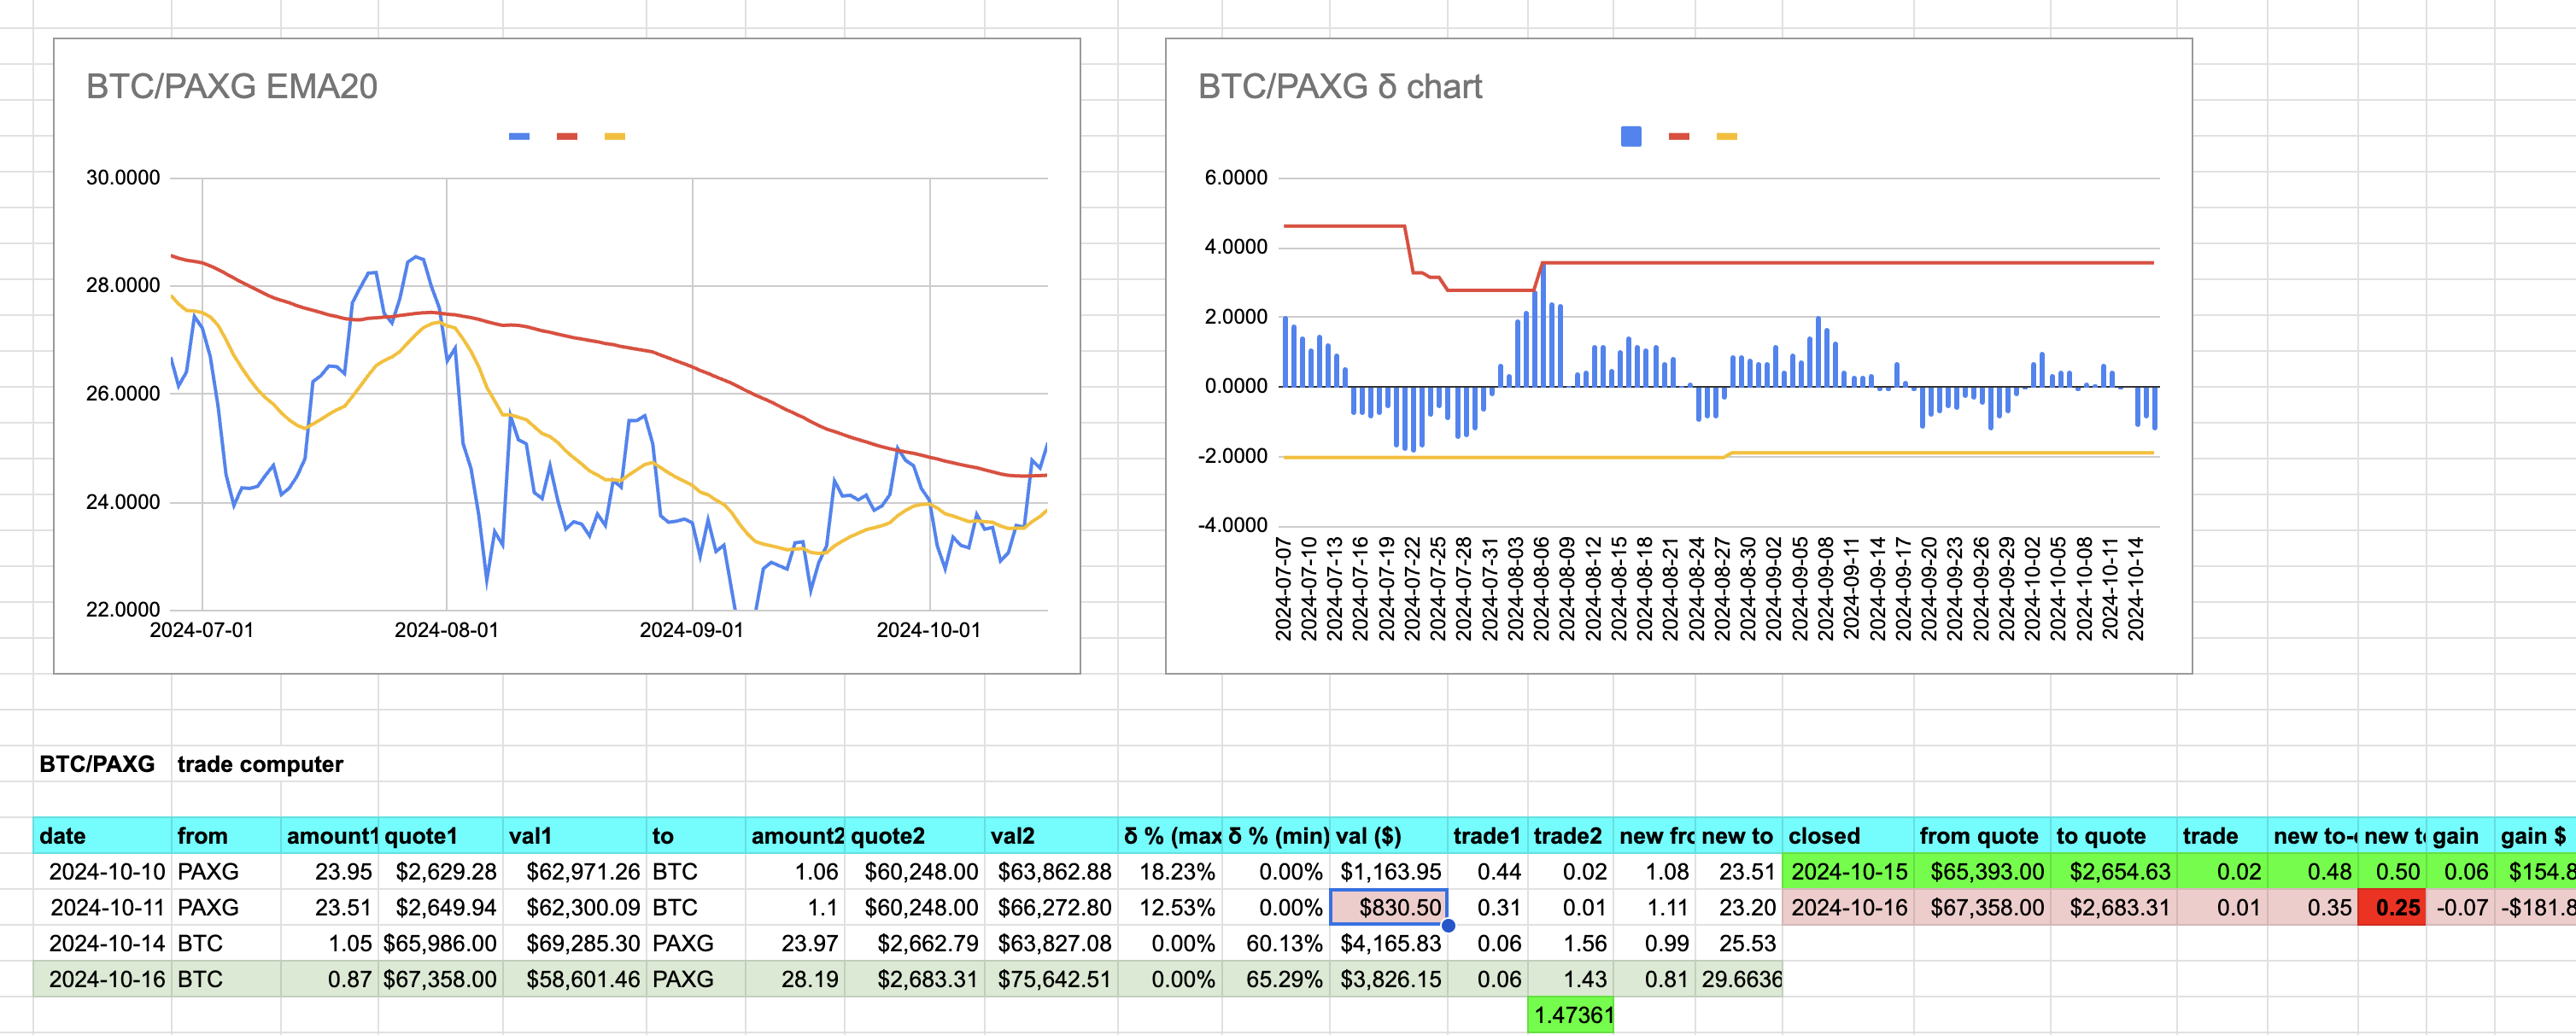 BTC/PAXG EMA20
30.0000
28.0000
26.0000
24.0000
22.0000
2024-07-01 2024-08-01 2024-09-01 2024-10-01
BTC/PAXG δ chart
6.0000
4.0000
2.0000
0.0000
-2.0000
-4.0000
2024-07-07 2024-07-10 2024-07-13 2024-07-16 2024-07-19 2024-07-22 2024-07-25 2024-07-28 2024-07-31 2024-08-03 2024-08-06 2024-08-09 2024-08-12 2024-08-15 2024-08-18 2024-08-21 2024-08-24 2024-08-27 2024-08-30 2024-09-02 2024-09-05 2024-09-08 2024-09-11 2024-09-14 2024-09-17 2024-09-20 2024-09-23 2024-09-26 2024-09-29 2024-10-02 2024-10-05 2024-10-08 2024-10-11 2024-10-14
BTC/PAXG trade computer
date from amount1 quote1 val1 to amount2 quote2 val2 δ % (max δ % (min) val ($) trade1 trade2 new fro new to closed from quote to quote trade new to- new to gain gain $
2024-10-10 PAXG 23.95 $2,629.28 $62,971.26 BTC 1.06 $60,248.00 $63,862.88 18.23% 0.00% $1,163.95 0.44 0.02 1.08 23.51 2024-10-15 $65,393.00 $2,654.63 0.02 0.48 0.50 0.06 $154.8
2024-10-11 PAXG 23.51 $2,649.94 $62,300.09 BTC 1.1 $60,248.00 $66,272.80 12.53% 0.00% $830.50 0.31 0.01 1.11 23.20 2024-10-16 $67,358.00 $2,683.31 0.01 0.35 0.25 -0.07 -$181.8
2024-10-14 BTC 1.05 $65,986.00 $69,285.30 PAXG 23.97 $2,662.79 $63,827.08 0.00% 60.13% $4,165.83 0.06 1.56 0.99 25.53
2024-10-16 BTC 0.87 $67,358.00 $58,601.46 PAXG 28.19 $2,683.31 $75,642.51 0.00% 65.29% $3,826.15 0.06 1.43 0.81 29.6636
1.47361